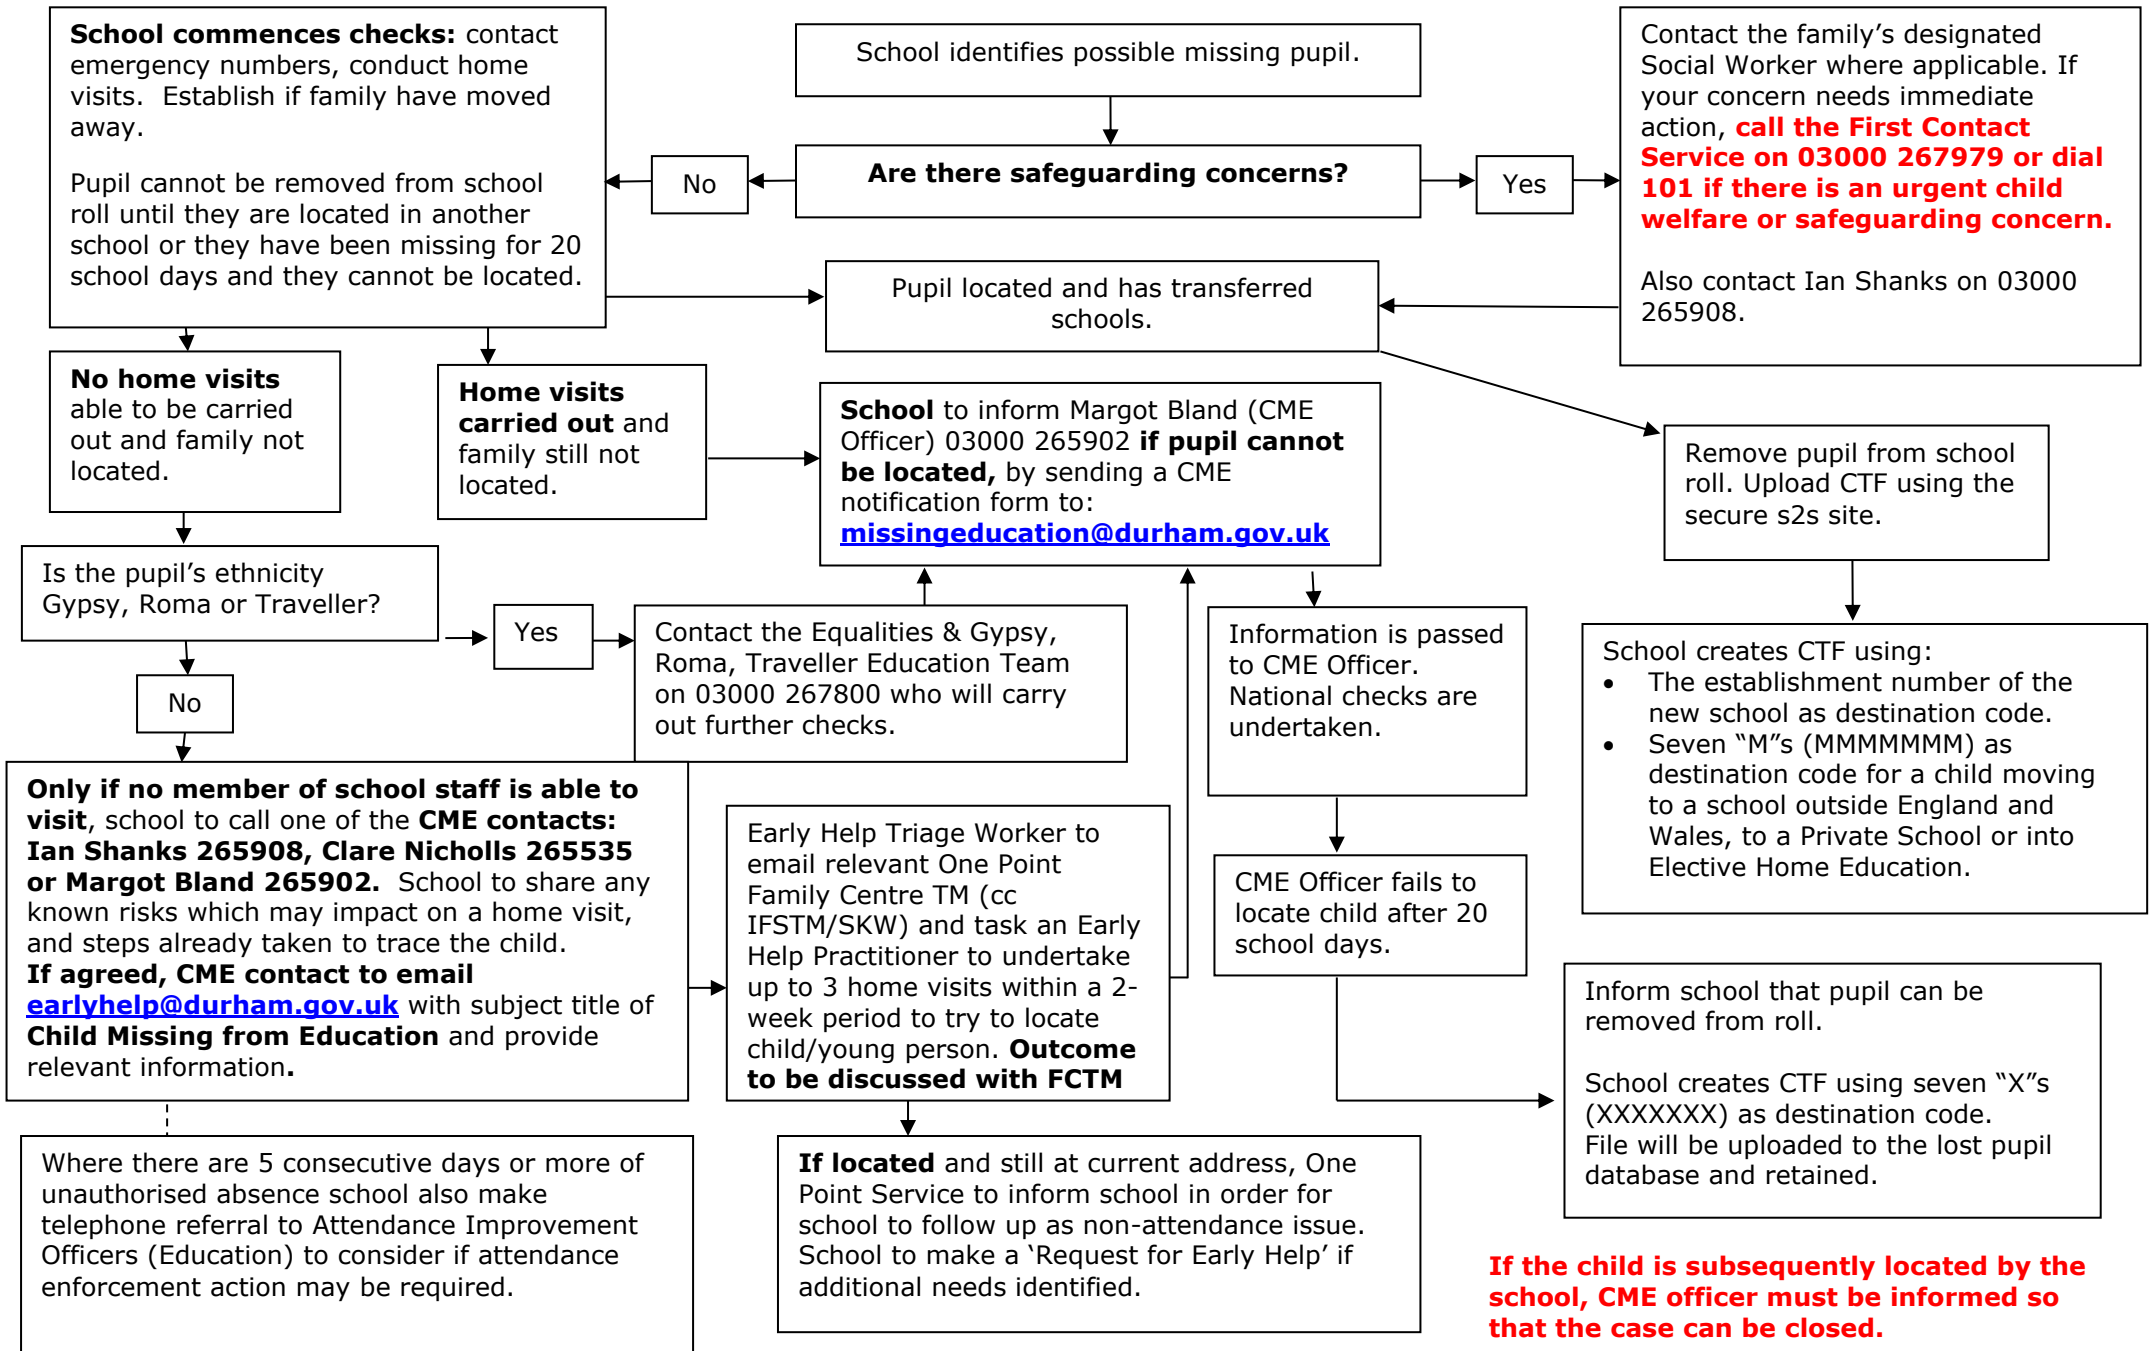 School commences checks: contact
emergency numbers, conduct home
visits.  Establish if family have moved
away.
Pupil cannot be removed from school
roll until they are located in another
school or they have been missing for 20
school days and they cannot be located.
School identifies possible missing pupil.
Are there safeguarding concerns?
No
Yes
Contact the family’s designated
Social Worker where applicable. If
your concern needs immediate
action, call the First Contact
Service on 03000 267979 or dial
101 if there is an urgent child
welfare or safeguarding concern.
Also contact Ian Shanks on 03000
265908.
Pupil located and has transferred
schools.
No home visits
able to be carried
out and family not
located.
Home visits
carried out and
family still not
located.
School to inform Margot Bland (CME
Officer) 03000 265902 if pupil cannot
be located, by sending a CME
notification form to:
missingeducation@durham.gov.uk
Remove pupil from school
roll. Upload CTF using the
secure s2s site.
Is the pupil’s ethnicity
Gypsy, Roma or Traveller?
Yes
Contact the Equalities & Gypsy,
Roma, Traveller Education Team
on 03000 267800 who will carry
out further checks.
Information is passed
to CME Officer.
National checks are
undertaken.
School creates CTF using:
• The establishment number of the
new school as destination code.
• Seven “M”s (MMMMMMM) as
destination code for a child moving
to a school outside England and
Wales, to a Private School or into
Elective Home Education.
No
Only if no member of school staff is able to
visit, school to call one of the CME contacts:
Ian Shanks 265908, Clare Nicholls 265535
or Margot Bland 265902.  School to share any
known risks which may impact on a home visit,
and steps already taken to trace the child.
If agreed, CME contact to email
earlyhelp@durham.gov.uk with subject title of
Child Missing from Education and provide
relevant information.
Early Help Triage Worker to
email relevant One Point
Family Centre TM (cc
IFSTM/SKW) and task an Early
Help Practitioner to undertake
up to 3 home visits within a 2-
week period to try to locate
child/young person. Outcome
to be discussed with FCTM
CME Officer fails to
locate child after 20
school days.
Inform school that pupil can be
removed from roll.
School creates CTF using seven “X”s
(XXXXXXX) as destination code.
File will be uploaded to the lost pupil
database and retained.
Where there are 5 consecutive days or more of
unauthorised absence school also make
telephone referral to Attendance Improvement
Officers (Education) to consider if attendance
enforcement action may be required.
If located and still at current address, One
Point Service to inform school in order for
school to follow up as non-attendance issue.
School to make a ‘Request for Early Help’ if
additional needs identified.
If the child is subsequently located by the
school, CME officer must be informed so
that the case can be closed.